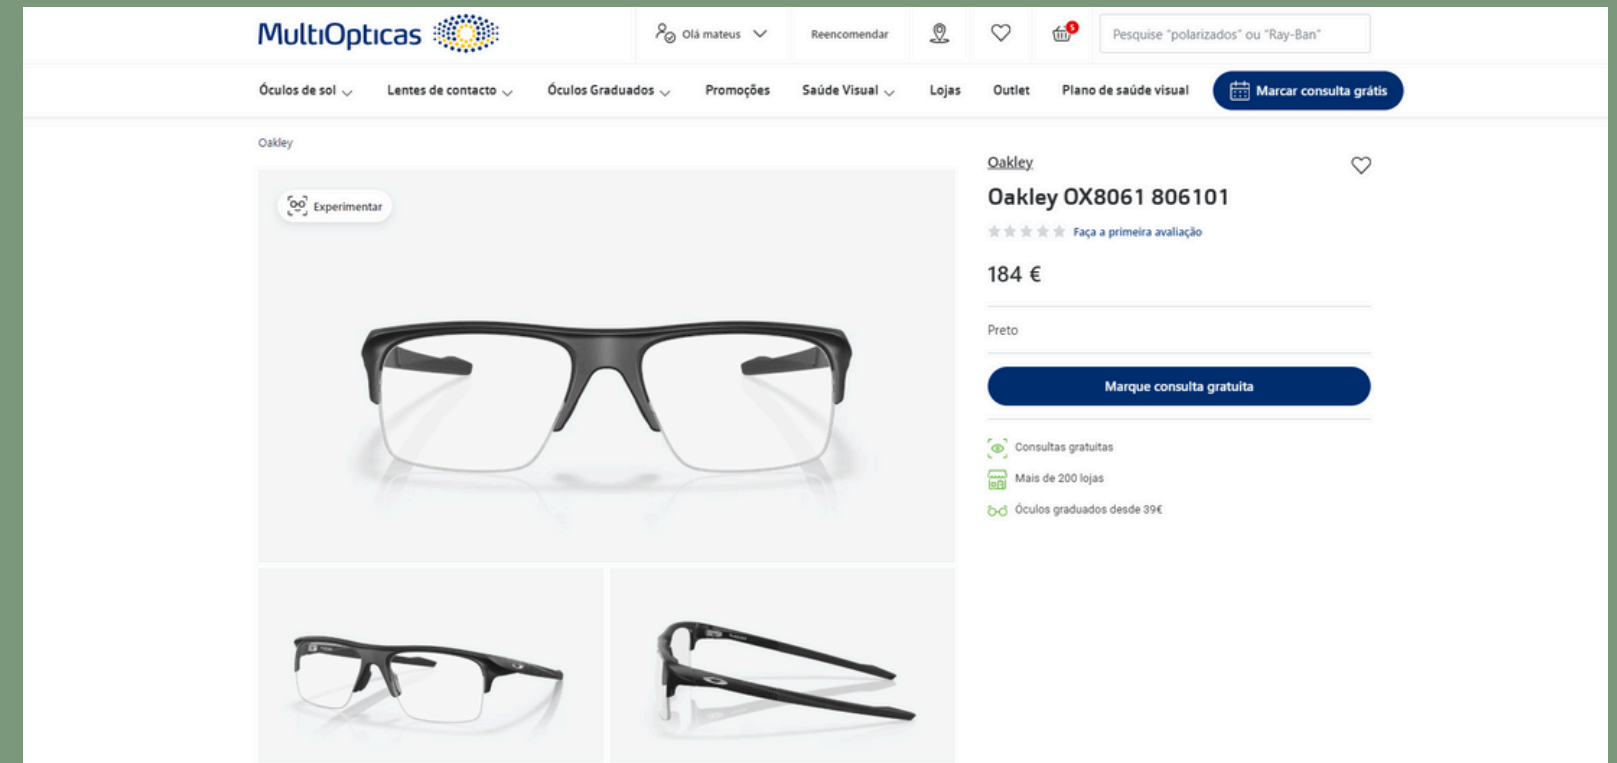 MultiOpticas
Olá mateus
Reencomendar
5
Pesquise "polarizados" ou "Ray-Ban"
Óculos de sol
Lentes de contacto
Óculos Graduados
Promoções
Saúde Visual
Lojas
Outlet
Plano de saúde visual
Marcar consulta grátis
Oakley
Experimentar
Oakley
Oakley OX8061 806101
Faça a primeira avaliação
184 €
Preto
Marque consulta gratuita
Consultas gratuitas
Mais de 200 lojas
Óculos graduados desde 39€